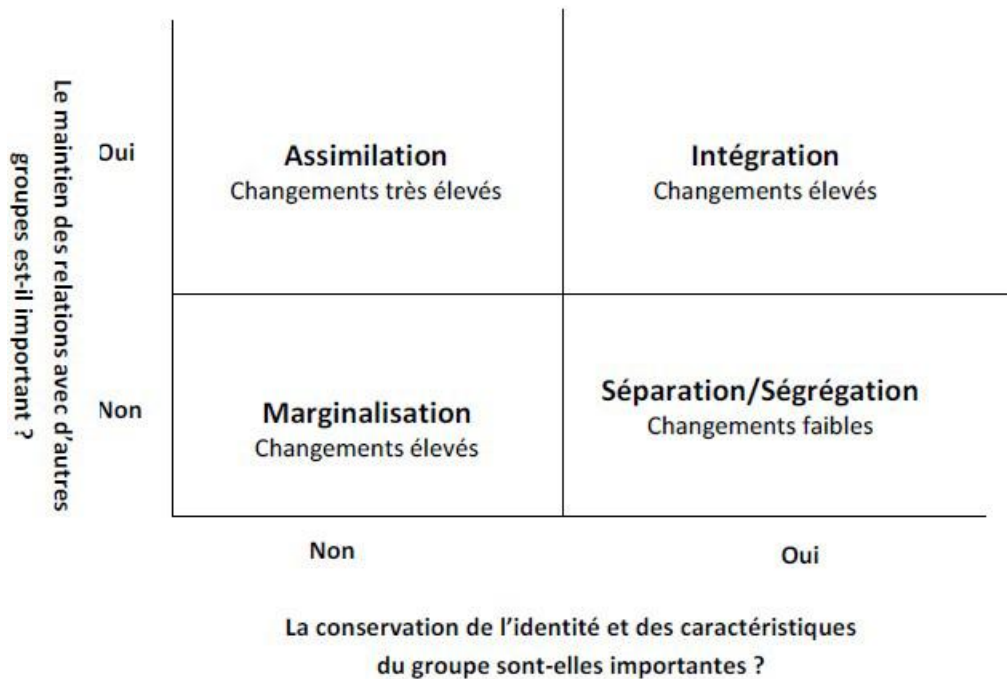 Le maintien des relations avec d'autres
groupes est-il important ?
Oui
Assimilation
Changements très élevés
Intégration
Changements élevés
Non
Marginalisation
Changements élevés
Séparation/Ségrégation
Changements faibles
Non
Oui
La conservation de l'identité et des caractéristiques
du groupe sont-elles importantes ?